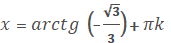 x = arctg (-√3/3) + πk